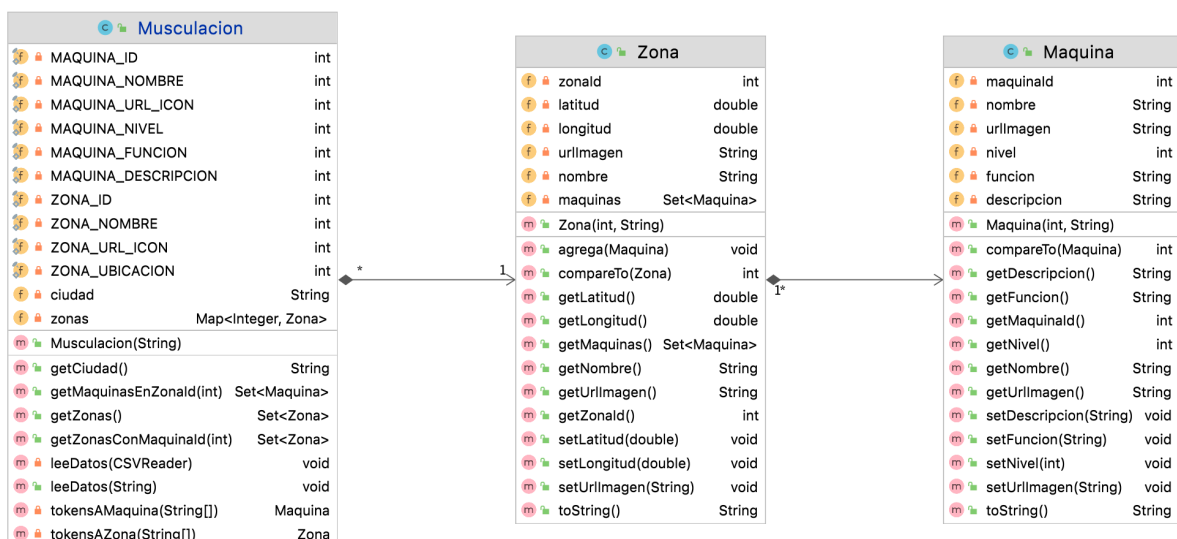 Musculacion
MAQUINA_ID int
MAQUINA_NOMBRE int
MAQUINA_URL_ICON int
MAQUINA_NIVEL int
MAQUINA_FUNCION int
MAQUINA_DESCRIPCION int
ZONA_ID int
ZONA_NOMBRE int
ZONA_URL_ICON int
ZONA_UBICACION int
ciudad String
zonas Map<Integer, Zona>
Musculacion(String)
getCiudad() String
getMaquinasEnZonaId(int) Set<Maquina>
getZonas() Set<Zona>
getZonasConMaquinaId(int) Set<Zona>
leeDatos(CSVReader) void
leeDatos(String) void
tokensAMaquina(String[]) Maquina
tokensAZona(String[]) Zona
* 1
Zona
zonaId int
latitud double
longitud double
urlImagen String
nombre String
maquinas Set<Maquina>
Zona(int, String)
agrega(Maquina) void
compareTo(Zona) int
getLatitud() double
getLongitud() double
getMaquinas() Set<Maquina>
getNombre() String
getUrlImagen() String
getZonaId() int
setLatitud(double) void
setLongitud(double) void
setUrlImagen(String) void
toString() String
1*
Maquina
maquinaId int
nombre String
urlImagen String
nivel int
funcion String
descripcion String
Maquina(int, String)
compareTo(Maquina) int
getDescripcion() String
getFuncion() String
getMaquinaId() int
getNivel() int
getNombre() String
getUrlImagen() String
setDescripcion(String) void
setFuncion(String) void
setNivel(int) void
setUrlImagen(String) void
toString() String